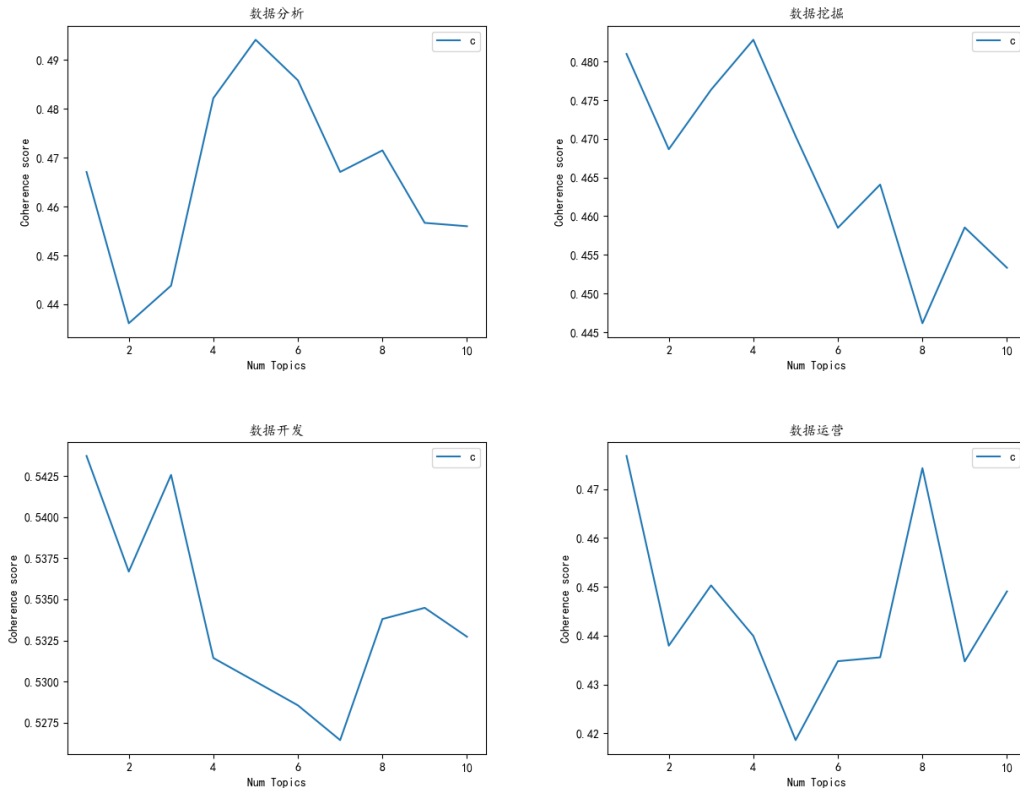 数据分析
c
0.49
0.48
0.47
0.46
0.45
0.44
Coherence score
2 4 6 8 10
Num Topics
数据挖掘
c
0.480
0.475
0.470
0.465
0.460
0.455
0.450
0.445
Coherence score
2 4 6 8 10
Num Topics
数据开发
c
0.5425
0.5400
0.5375
0.5350
0.5325
0.5300
0.5275
Coherence score
2 4 6 8 10
Num Topics
数据运营
c
0.47
0.46
0.45
0.44
0.43
0.42
Coherence score
2 4 6 8 10
Num Topics